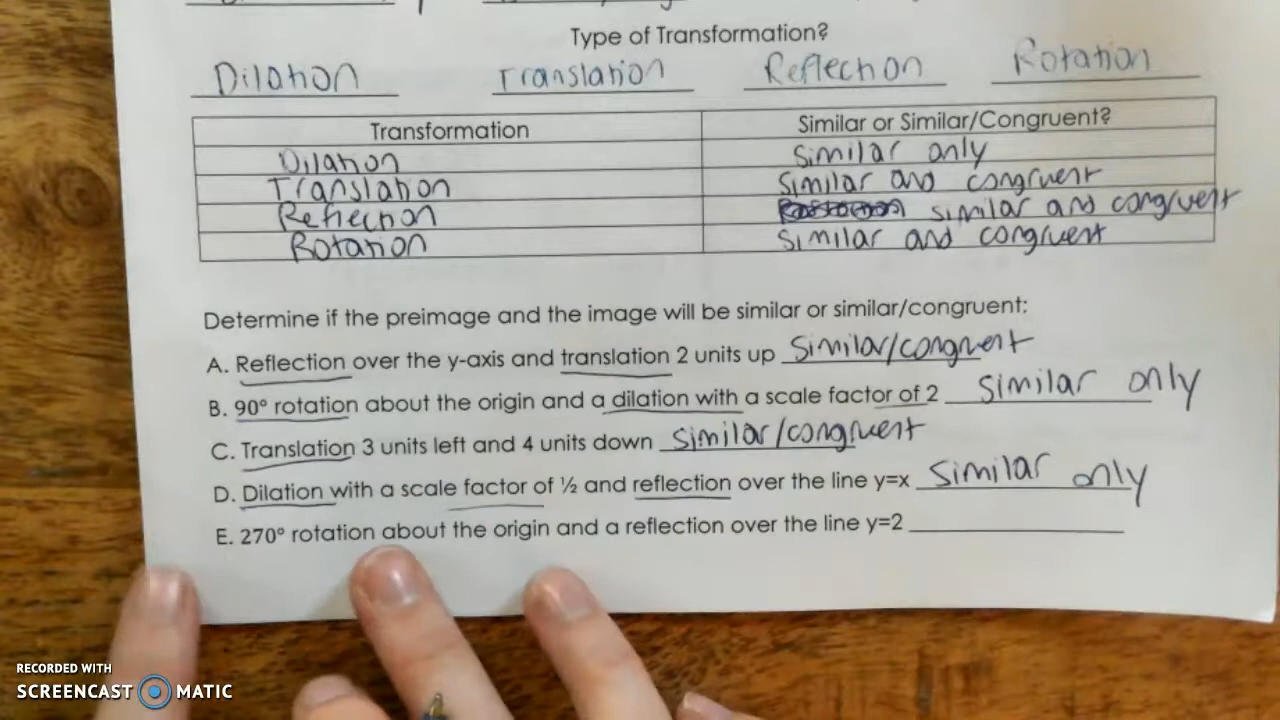 Type of Transformation?
Dilation Translation Reflection Rotation
Transformation Similar or Similar/Congruent?
Dilation Similar only
Translation Similar and congruent
Reflection similar and congruent
Rotation similar and congruent
Determine if the preimage and the image will be similar or similar/congruent:
A. Reflection over the y-axis and translation 2 units up Similar/congruent
B. 90° rotation about the origin and a dilation with a scale factor of 2 Similar only
C. Translation 3 units left and 4 units down similar/congruent
D. Dilation with a scale factor of ½ and reflection over the line y=x Similar only
E. 270° rotation about the origin and a reflection over the line y=2
RECORDED WITH
SCREENCAST MATIC